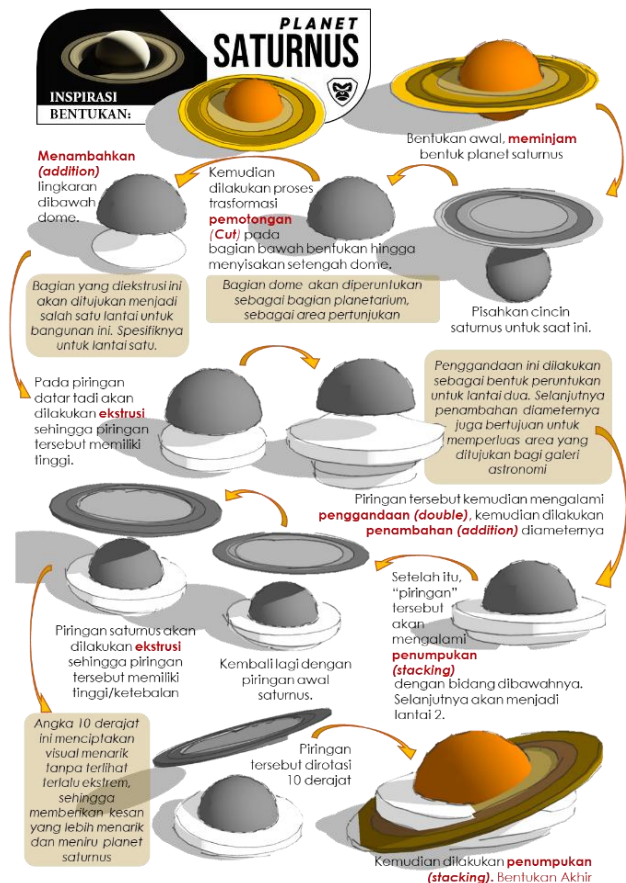 PLANET
SATURNUS
INSPIRASI
BENTUKAN:
Bentukan awal, meminjam
bentuk planet saturnus
Pisahkan cincin
saturnus untuk saat ini.
Kemudian
dilakukan proses
trasformasi
pemotongan
(Cut) pada
bagian bawah bentukan hingga
menyisakan setengah dome.
Bagian dome akan diperuntukan
sebagai bagian planetarium,
sebagai area pertunjukan
Menambahkan
(addition)
lingkaran
dibawah
dome.
Bagian yang diekstrusi ini
akan ditujukan menjadi
salah satu lantai untuk
bangunan ini. Spesifiknya
untuk lantai satu.
Pada piringan
datar tadi akan
dilakukan ekstrusi
sehingga piringan
tersebut memiliki
tinggi.
Penggandaan ini dilakukan
sebagai bentuk peruntukan
untuk lantai dua. Selanjutnya
penambahan diameternya
juga bertujuan untuk
memperluas area yang
ditujukan bagi galeri
astronomi
Piringan tersebut kemudian mengalami
penggandaan (double), kemudian dilakukan
penambahan (addition) diameternya
Setelah itu,
"piringan"
tersebut
akan
mengalami
penumpukan
(stacking)
dengan bidang dibawahnya.
Selanjutnya akan menjadi
lantai 2.
Kembali lagi dengan
piringan awal
saturnus.
Piringan saturnus akan
dilakukan ekstrusi
sehingga piringan
tersebut memiliki
tinggi/ketebalan
Angka 10 derajat
ini menciptakan
visual menarik
tanpa terlihat
terlalu ekstrem,
sehingga
memberikan kesan
yang lebih menarik
dan meniru planet
saturnus
Piringan
tersebut dirotasi
10 derajat
Kemudian dilakukan penumpukan
(stacking). Bentukan Akhir